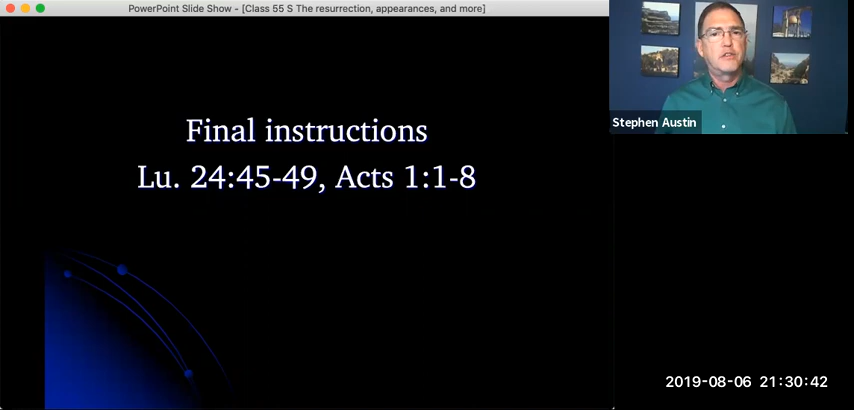 PowerPoint Slide Show - [Class 55 S The resurrection, appearances, and more]
Final instructions
Lu. 24:45-49, Acts 1:1-8
Stephen Austin
2019-08-06 21:30:42